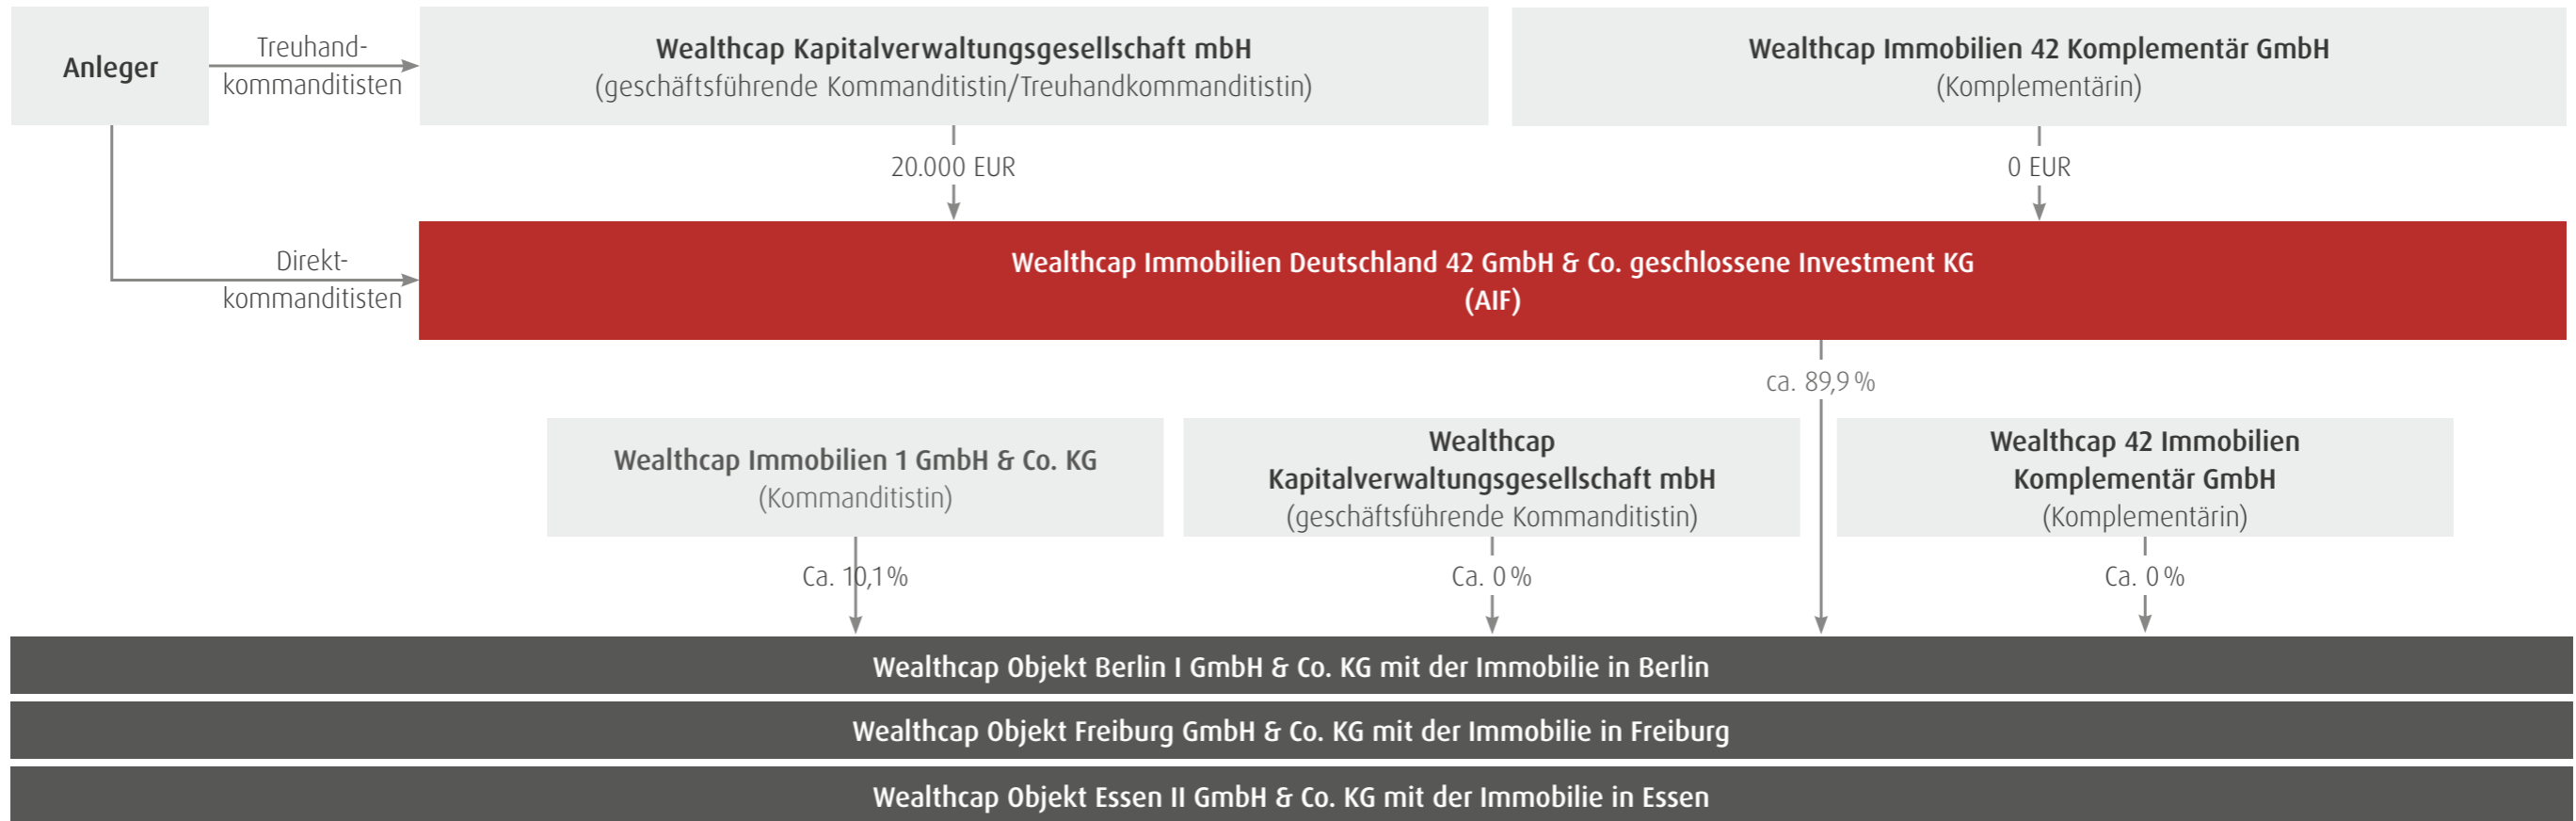 Anleger
Treuhand-
kommanditisten
Wealthcap Kapitalverwaltungsgesellschaft mbH
(geschäftsführende Kommanditistin/Treuhandkommanditistin)
Wealthcap Immobilien 42 Komplementär GmbH
(Komplementärin)
20.000 EUR
0 EUR
Direkt-
kommanditisten
Wealthcap Immobilien Deutschland 42 GmbH & Co. geschlossene Investment KG
(AIF)
ca. 89,9 %
Wealthcap Immobilien 1 GmbH & Co. KG
(Kommanditistin)
Wealthcap
Kapitalverwaltungsgesellschaft mbH
(geschäftsführende Kommanditistin)
Wealthcap 42 Immobilien
Komplementär GmbH
(Komplementärin)
Ca. 10,1 %
Ca. 0 %
Ca. 0 %
Wealthcap Objekt Berlin I GmbH & Co. KG mit der Immobilie in Berlin
Wealthcap Objekt Freiburg GmbH & Co. KG mit der Immobilie in Freiburg
Wealthcap Objekt Essen II GmbH & Co. KG mit der Immobilie in Essen